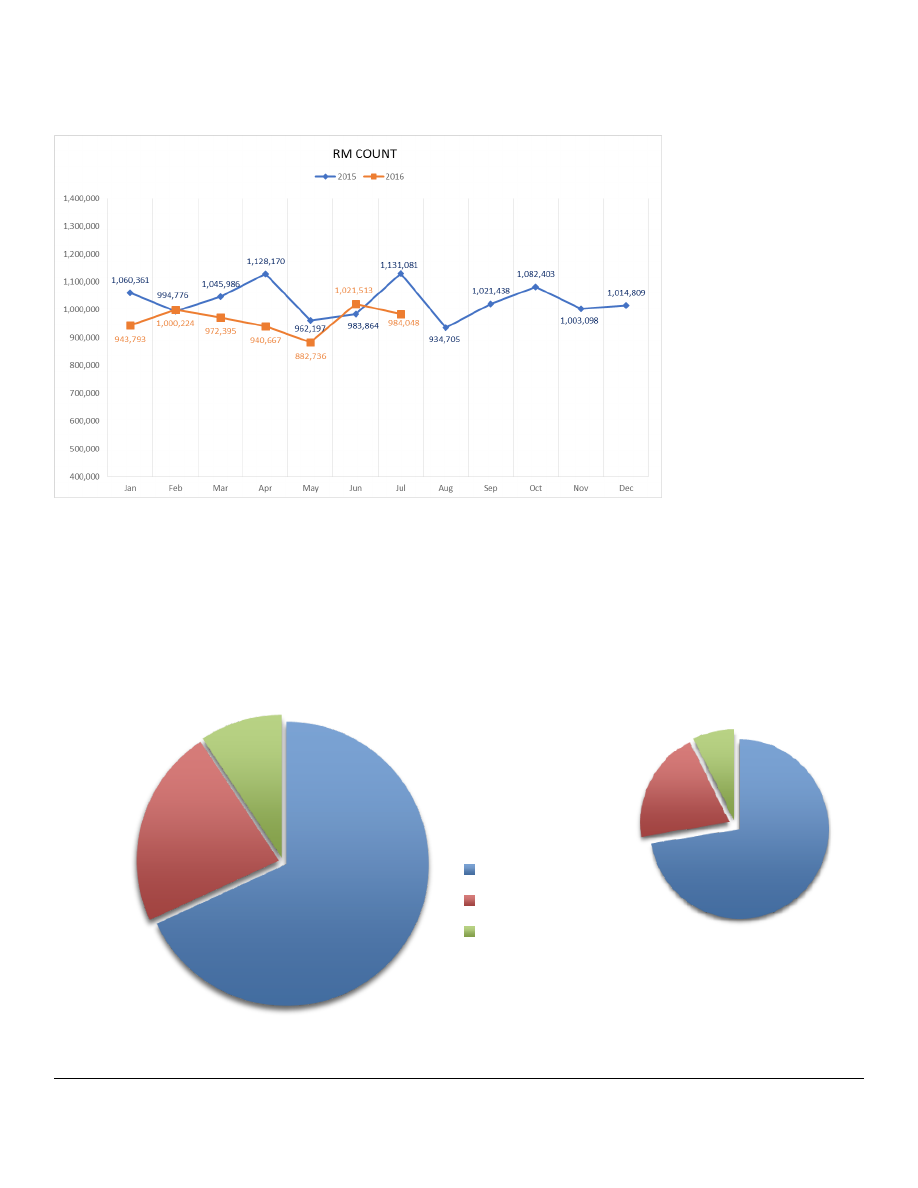 RM COUNT
2015 2016
1,400,000
1,300,000
1,200,000
1,128,170 1,131,081
1,060,361 1,045,986 1,082,403
1,100,000
994,776 1,021,513 1,021,438 1,014,809
1,000,000
1,000,224 972,395 962,197 983,864 984,048 1,003,098
943,793 940,667 934,705
900,000
882,736
800,000
700,000
600,000
500,000
400,000
Jan Feb Mar Apr May Jun Jul Aug Sep Oct Nov Dec